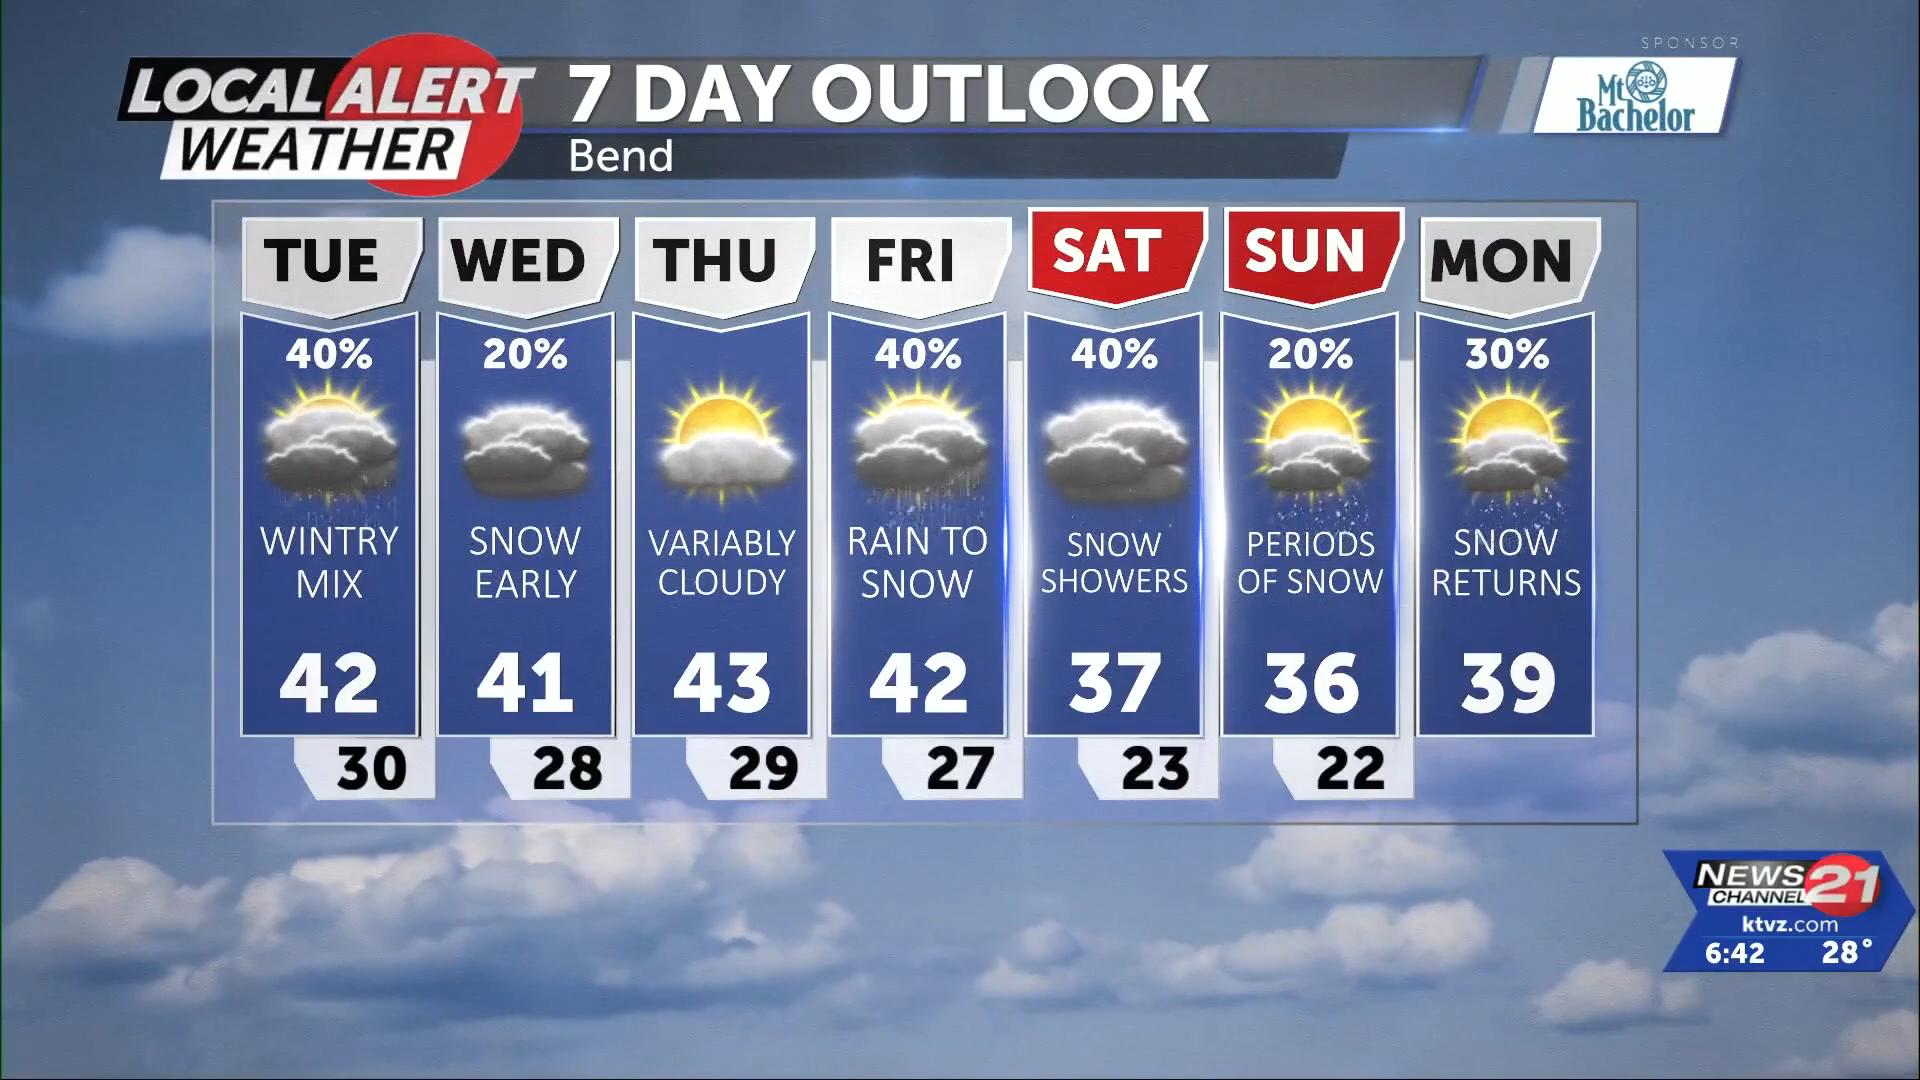 SPONSOR
LOCAL ALERT
WEATHER
7 DAY OUTLOOK
Bend
Mt
Bachelor
TUE WED THU FRI SAT SUN MON
40% 20% 40% 40% 20% 30%
WINTRY MIX
SNOW EARLY
VARIABLY CLOUDY
RAIN TO SNOW
SNOW SHOWERS
PERIODS OF SNOW
SNOW RETURNS
42 41 43 42 37 36 39
30 28 29 27 23 22
NEWS
CHANNEL 21
ktvz.com
6:42 28°